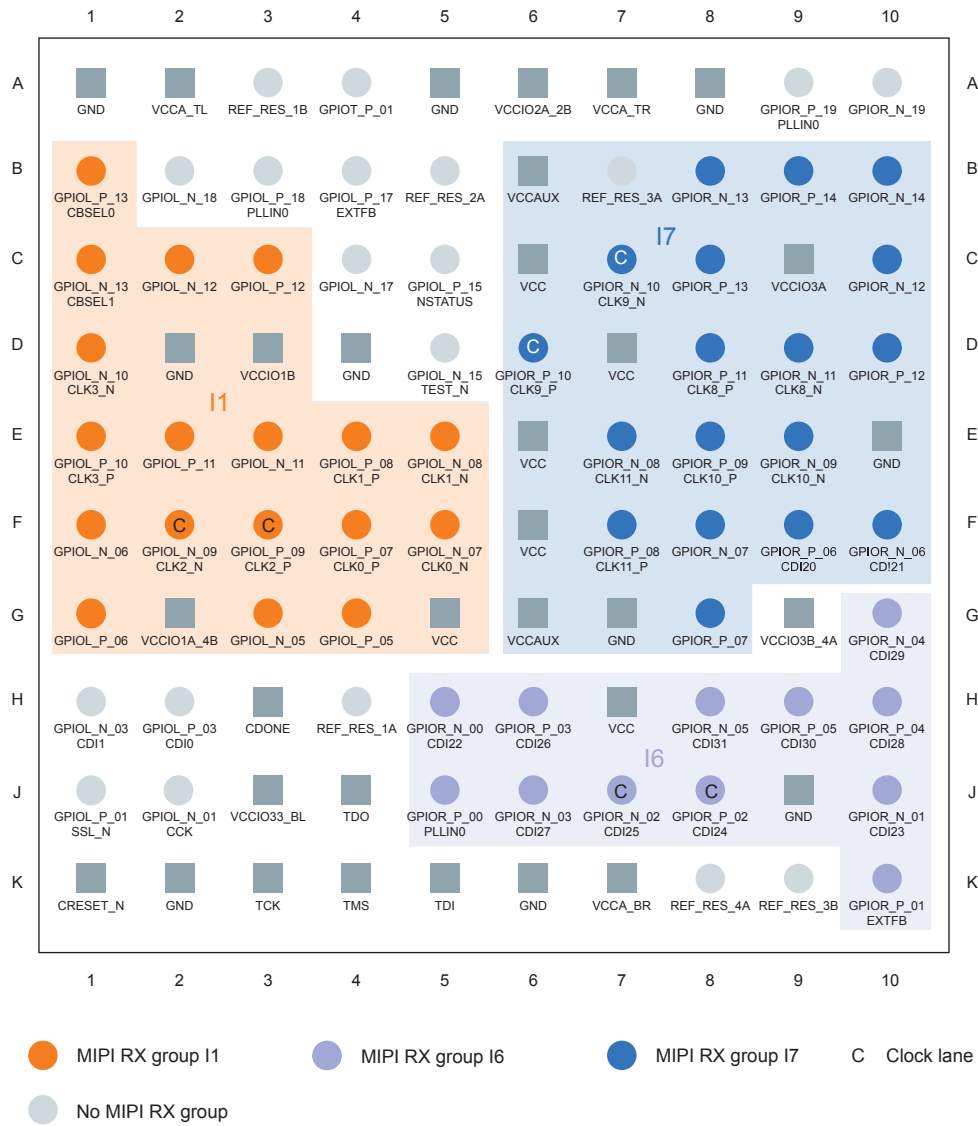 1 2 3 4 5 6 7 8 9 10
A A
GND VCCA_TL REF_RES_1B GPIOT_P_01 GND VCCIO2A_2B VCCA_TR GND GPIOR_P_19 GPIOR_N_19
PLLIN0
B B
GPIOL_P_13 GPIOL_N_18 GPIOL_P_18 GPIOL_P_17 REF_RES_2A VCCAUX REF_RES_3A GPIOR_N_13 GPIOR_P_14 GPIOR_N_14
CBSEL0 PLLIN0 EXTFB
I7
C C C
GPIOL_N_13 GPIOL_N_12 GPIOL_P_12 GPIOL_N_17 GPIOL_P_15 VCC GPIOR_N_10 GPIOR_P_13 VCCIO3A GPIOR_N_12
CBSEL1 NSTATUS CLK9_N
D C D
GPIOL_N_10 GND VCCIO1B GND GPIOL_N_15 GPIOR_P_10 VCC GPIOR_P_11 GPIOR_N_11 GPIOR_P_12
CLK3_N TEST_N CLK9_P CLK8_P CLK8_N
I1
E E
GPIOL_P_10 GPIOL_P_11 GPIOL_N_11 GPIOL_P_08 GPIOL_N_08 VCC GPIOR_N_08 GPIOR_P_09 GPIOR_N_09 GND
CLK3_P CLK1_P CLK1_N CLK11_N CLK10_P CLK10_N
F C C F
GPIOL_N_06 GPIOL_N_09 GPIOL_P_09 GPIOL_P_07 GPIOL_N_07 VCC GPIOR_P_08 GPIOR_N_07 GPIOR_P_06 GPIOR_N_06
CLK2_N CLK2_P CLK0_P CLK0_N CLK11_P CDI20 CDI21
G G
GPIOL_P_06 VCCIO1A_4B GPIOL_N_05 GPIOL_P_05 VCC VCCAUX GND GPIOR_P_07 VCCIO3B_4A GPIOR_N_04
CDI29
H H
GPIOL_N_03 GPIOL_P_03 CDONE REF_RES_1A GPIOR_N_00 GPIOR_P_03 VCC GPIOR_N_05 GPIOR_P_05 GPIOR_P_04
CDI1 CDI0 CDI22 CDI26 CDI31 CDI30 CDI28
I6
J C C J
GPIOL_P_01 GPIOL_N_01 VCCIO33_BL TDO GPIOR_P_00 GPIOR_N_03 GPIOR_N_02 GPIOR_P_02 GND GPIOR_N_01
SSL_N CCK PLLIN0 CDI27 CDI25 CDI24 CDI23
K K
CRESET_N GND TCK TMS TDI GND VCCA_BR REF_RES_4A REF_RES_3B GPIOR_P_01
EXTFB
1 2 3 4 5 6 7 8 9 10
MIPI RX group I1 MIPI RX group I6 MIPI RX group I7 C Clock lane
No MIPI RX group